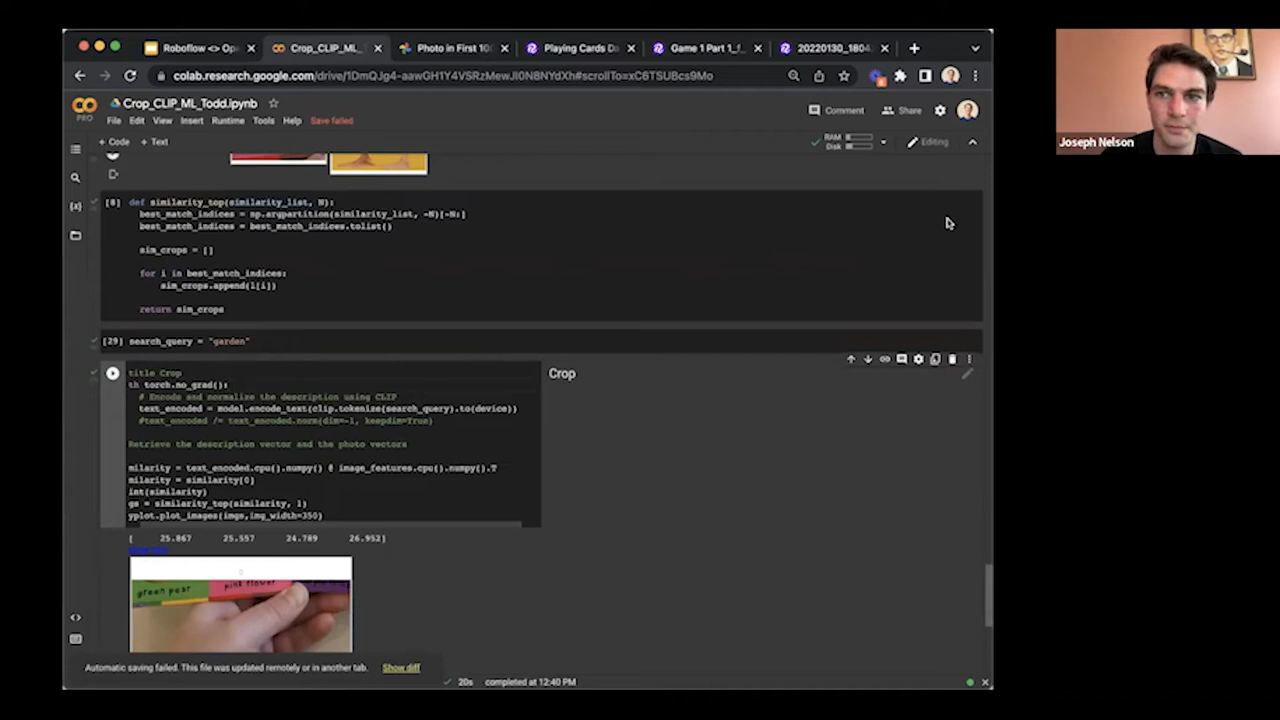 Roboflow <> Ope
Crop_CLIP_ML_
Photo in First 10
Playing Cards Da
Game 1 Part 1_f
20220130_1804
colab.research.google.com/drive/1DmQJg4-aawGH1Y4VSRzMewJl0N8NYdXh#scrollTo=xC6TSUBcs9Mo
Crop_CLIP_ML_Todd.ipynb
PRO
File Edit View Insert Runtime Tools Help Save failed
Comment
Share
+ Code + Text
RAM
Disk
Editing
[8] def similarity_top(similarity_list, N):
best_match_indices = np.argpartition(similarity_list, -N)[-N:]
best_match_indices = best_match_indices.tolist()
sim_crops = []
for i in best_match_indices:
sim_crops.append(l[i])
return sim_crops
[29] search_query = "garden"
title Crop
th torch.no_grad():
# Encode and normalize the description using CLIP
text_encoded = model.encode_text(clip.tokenize(search_query).to(device))
#text_encoded /= text_encoded.norm(dim=-1, keepdim=True)
Retrieve the description vector and the photo vectors
milarity = text_encoded.cpu().numpy() @ image_features.cpu().numpy().T
milarity = similarity[0]
int(similarity)
gs = similarity_top(similarity, 1)
yplot.plot_images(imgs,img_width=350)
Crop
[ 25.867 25.557 24.789 26.952]
0
green pear
pink flower
Automatic saving failed. This file was updated remotely or in another tab. Show diff
20s completed at 12:40 PM
Joseph Nelson